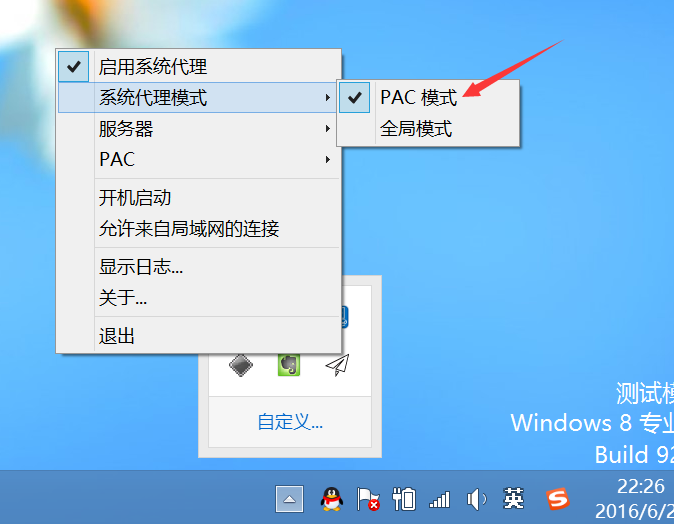 启用系统代理
系统代理模式
PAC 模式
服务器
全局模式
PAC
开机启动
允许来自局域网的连接
显示日志...
关于...
退出
自定义...
测试模
Windows 8 专业
Build 92
英
22:26
2016/6/2